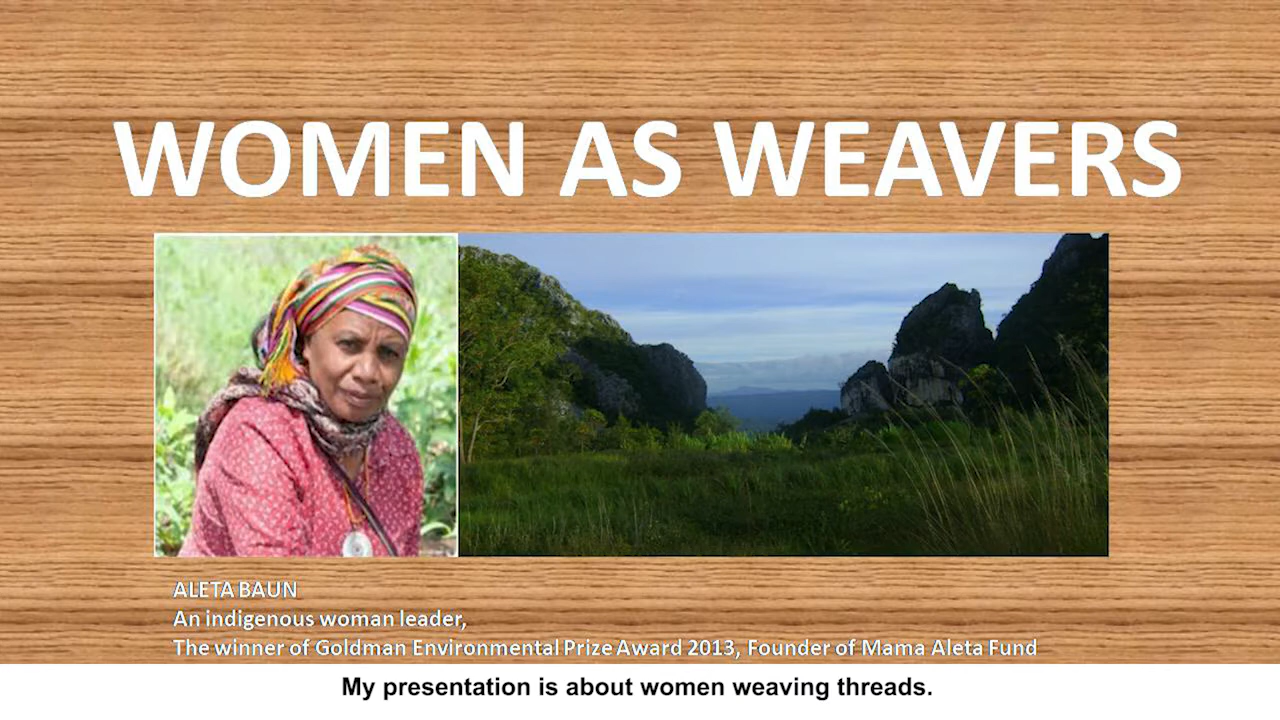 WOMEN AS WEAVERS
ALETA BAUN
An indigenous woman leader,
The winner of Goldman Environmental Prize Award 2013, Founder of Mama Aleta Fund
My presentation is about women weaving threads.